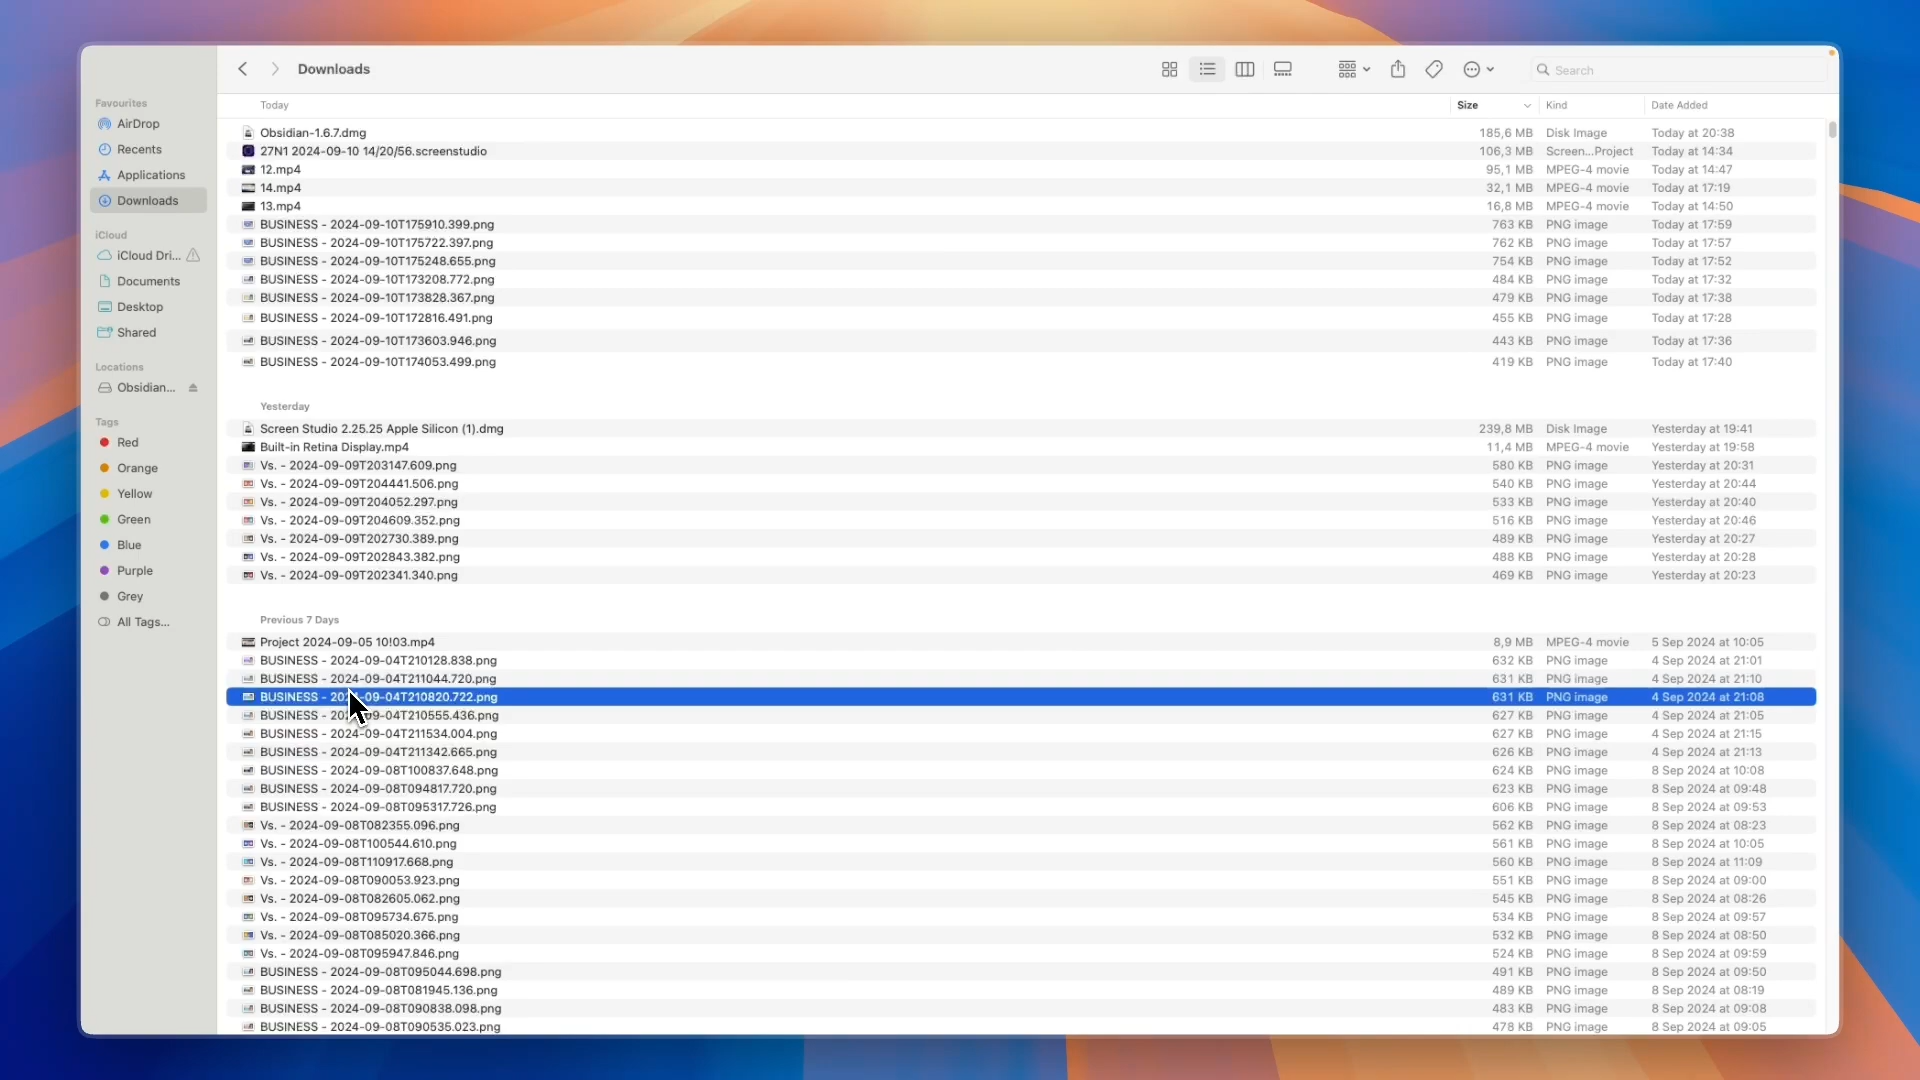 Downloads
Search
Favourites
AirDrop
Recents
Applications
Downloads
iCloud
iCloud Dri...
Documents
Desktop
Shared
Locations
Obsidian...
Tags
Red
Orange
Yellow
Green
Blue
Purple
Grey
All Tags...
Today Size Kind Date Added
Obsidian-1.6.7.dmg 185,6 MB Disk Image Today at 20:38
27N1 2024-09-10 14/20/56.screenstudio 106,3 MB Screen...Project Today at 14:34
12.mp4 95,1 MB MPEG-4 movie Today at 14:47
14.mp4 32,1 MB MPEG-4 movie Today at 17:19
13.mp4 16,8 MB MPEG-4 movie Today at 14:50
BUSINESS - 2024-09-10T175910.399.png 763 KB PNG image Today at 17:59
BUSINESS - 2024-09-10T175722.397.png 762 KB PNG image Today at 17:57
BUSINESS - 2024-09-10T175248.655.png 754 KB PNG image Today at 17:52
BUSINESS - 2024-09-10T173208.772.png 484 KB PNG image Today at 17:32
BUSINESS - 2024-09-10T173828.367.png 479 KB PNG image Today at 17:38
BUSINESS - 2024-09-10T172816.491.png 455 KB PNG image Today at 17:28
BUSINESS - 2024-09-10T173603.946.png 443 KB PNG image Today at 17:36
BUSINESS - 2024-09-10T174053.499.png 419 KB PNG image Today at 17:40
Yesterday
Screen Studio 2.25.25 Apple Silicon (1).dmg 239,8 MB Disk Image Yesterday at 19:41
Built-in Retina Display.mp4 11,4 MB MPEG-4 movie Yesterday at 19:58
Vs. - 2024-09-09T203147.609.png 580 KB PNG image Yesterday at 20:31
Vs. - 2024-09-09T204441.506.png 540 KB PNG image Yesterday at 20:44
Vs. - 2024-09-09T204052.297.png 533 KB PNG image Yesterday at 20:40
Vs. - 2024-09-09T204609.352.png 516 KB PNG image Yesterday at 20:46
Vs. - 2024-09-09T202730.389.png 489 KB PNG image Yesterday at 20:27
Vs. - 2024-09-09T202843.382.png 488 KB PNG image Yesterday at 20:28
Vs. - 2024-09-09T202341.340.png 469 KB PNG image Yesterday at 20:23
Previous 7 Days
Project 2024-09-05 10!03.mp4 8,9 MB MPEG-4 movie 5 Sep 2024 at 10:05
BUSINESS - 2024-09-04T210128.838.png 632 KB PNG image 4 Sep 2024 at 21:01
BUSINESS - 2024-09-04T211044.720.png 631 KB PNG image 4 Sep 2024 at 21:10
BUSINESS - 2024-09-04T210820.722.png 631 KB PNG image 4 Sep 2024 at 21:08
BUSINESS - 2024-09-04T210555.436.png 627 KB PNG image 4 Sep 2024 at 21:05
BUSINESS - 2024-09-04T211534.004.png 627 KB PNG image 4 Sep 2024 at 21:15
BUSINESS - 2024-09-04T211342.665.png 626 KB PNG image 4 Sep 2024 at 21:13
BUSINESS - 2024-09-08T100837.648.png 624 KB PNG image 8 Sep 2024 at 10:08
BUSINESS - 2024-09-08T094817.720.png 623 KB PNG image 8 Sep 2024 at 09:48
BUSINESS - 2024-09-08T095317.726.png 606 KB PNG image 8 Sep 2024 at 09:53
Vs. - 2024-09-08T082355.096.png 562 KB PNG image 8 Sep 2024 at 08:23
Vs. - 2024-09-08T100544.610.png 561 KB PNG image 8 Sep 2024 at 10:05
Vs. - 2024-09-08T110917.668.png 560 KB PNG image 8 Sep 2024 at 11:09
Vs. - 2024-09-08T090053.923.png 551 KB PNG image 8 Sep 2024 at 09:00
Vs. - 2024-09-08T082605.062.png 545 KB PNG image 8 Sep 2024 at 08:26
Vs. - 2024-09-08T095734.675.png 534 KB PNG image 8 Sep 2024 at 09:57
Vs. - 2024-09-08T085020.366.png 532 KB PNG image 8 Sep 2024 at 08:50
Vs. - 2024-09-08T095947.846.png 524 KB PNG image 8 Sep 2024 at 09:59
BUSINESS - 2024-09-08T095044.698.png 491 KB PNG image 8 Sep 2024 at 09:50
BUSINESS - 2024-09-08T081945.136.png 489 KB PNG image 8 Sep 2024 at 08:19
BUSINESS - 2024-09-08T090838.098.png 483 KB PNG image 8 Sep 2024 at 09:08
BUSINESS - 2024-09-08T090535.023.png 478 KB PNG image 8 Sep 2024 at 09:05